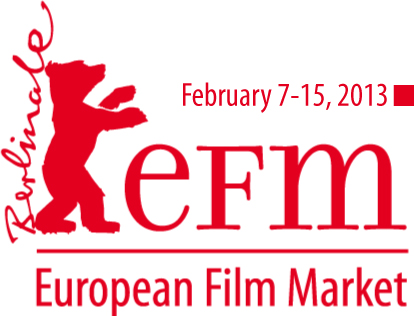 Berlinale
February 7-15, 2013
eFm
European Film Market